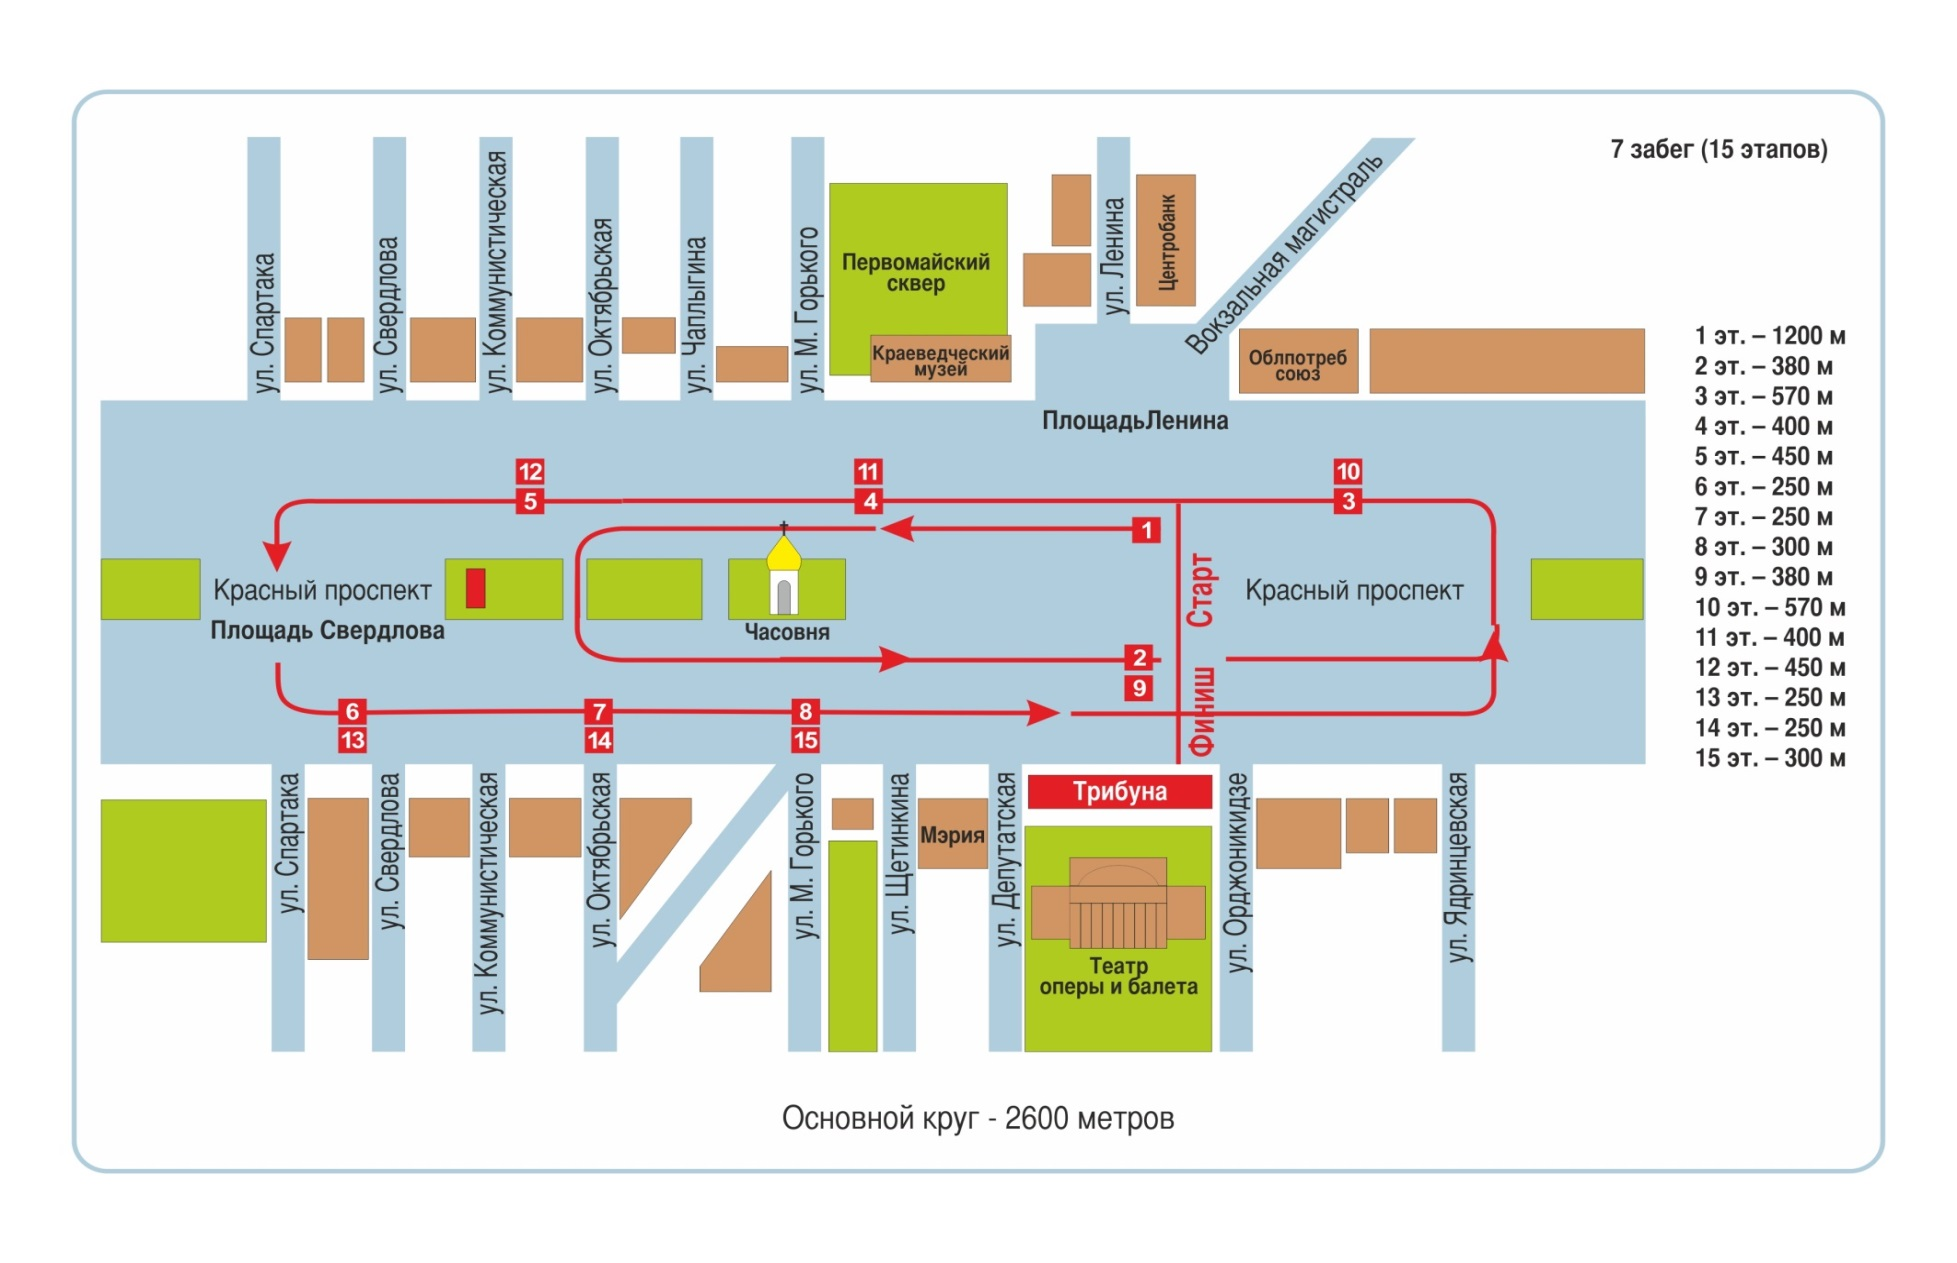 7 забег (15 этапов)
ул. Спартака
ул. Свердлова
ул. Коммунистическая
ул. Октябрьская
ул. Чаплыгина
ул. М. Горького
Первомайский
сквер
Краеведческий
музей
ул. Ленина
Центробанк
Вокзальная магистраль
Облпотреб
союз
ПлощадьЛенина
1 эт. – 1200 м
2 эт. – 380 м
3 эт. – 570 м
4 эт. – 400 м
5 эт. – 450 м
6 эт. – 250 м
7 эт. – 250 м
8 эт. – 300 м
9 эт. – 380 м
10 эт. – 570 м
11 эт. – 400 м
12 эт. – 450 м
13 эт. – 250 м
14 эт. – 250 м
15 эт. – 300 м
12
11
10
5
4
3
1
Красный проспект
Площадь Свердлова
Часовня
Старт
Красный проспект
2
9
Финиш
6
7
8
13
14
15
ул. Спартака
ул. Свердлова
ул. Коммунистическая
ул. Октябрьская
ул. М. Горького
ул. Щетинкина
Мэрия
ул. Депутатская
Трибуна
Театр
оперы и балета
ул. Орджоникидзе
ул. Ядринцевская
Основной круг - 2600 метров